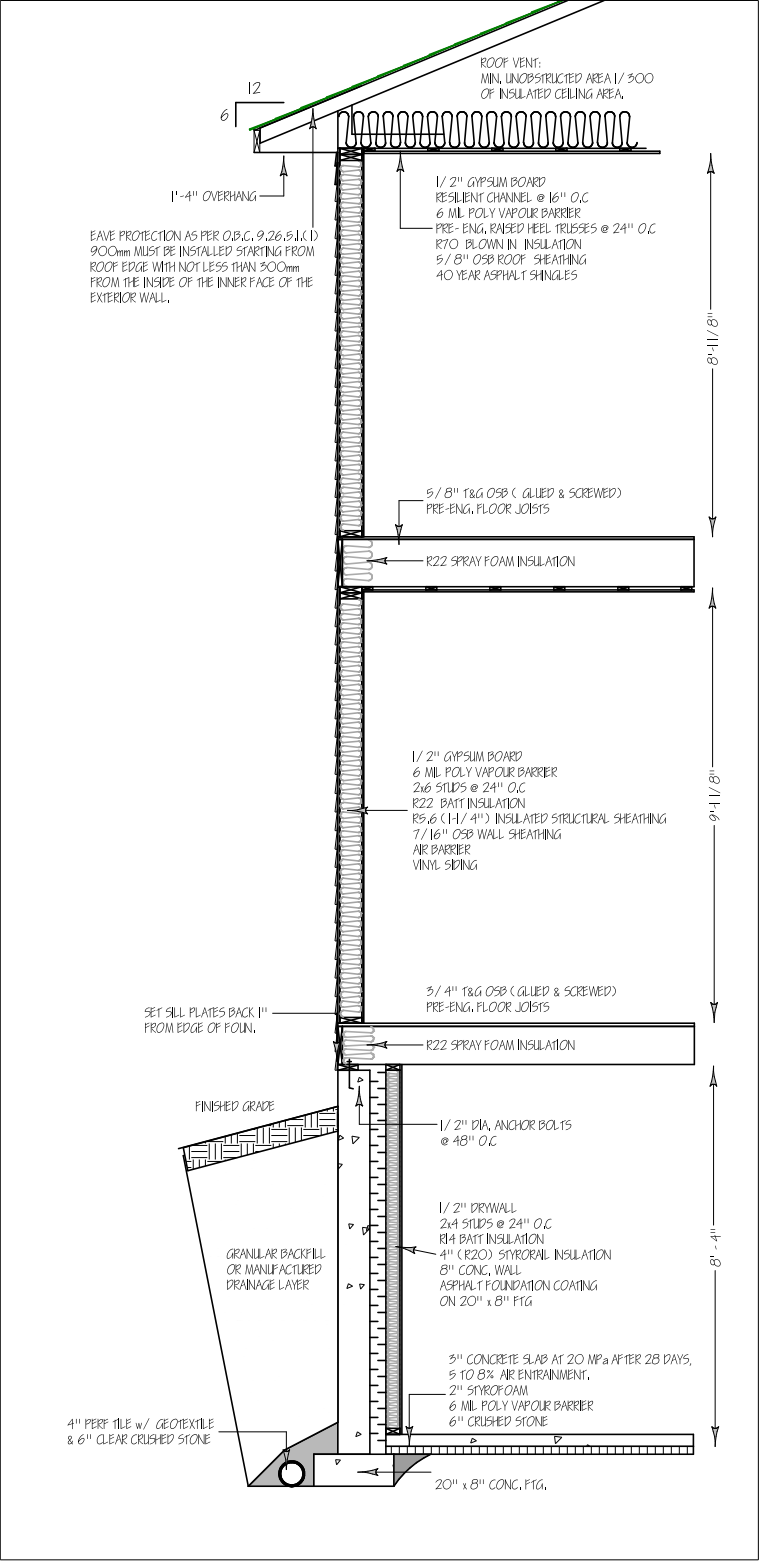 ROOF VENT:
MIN. UNOBSTRUCTED AREA 1/300
OF INSULATED CEILING AREA.
12
6
1'-4" OVERHANG
1/2" GYPSUM BOARD
RESILIENT CHANNEL @ 16" O.C
6 MIL POLY VAPOUR BARRIER
PRE-ENG. RAISED HEEL TRUSSES @ 24" O.C
R70 BLOWN IN INSULATION
5/8" OSB ROOF SHEATHING
40 YEAR ASPHALT SHINGLES
EAVE PROTECTION AS PER O.B.C. 9.26.5.1.(1)
900mm MUST BE INSTALLED STARTING FROM
ROOF EDGE WITH NOT LESS THAN 300mm
FROM THE INSIDE OF THE INNER FACE OF THE
EXTERIOR WALL.
8'-11/8"
5/8" T&G OSB ( GLUED & SCREWED)
PRE-ENG. FLOOR JOISTS
R22 SPRAY FOAM INSULATION
1/2" GYPSUM BOARD
6 MIL POLY VAPOUR BARRIER
2x6 STUDS @ 24" O.C
R22 BATT INSULATION
R5.6 (1-1/4") INSULATED STRUCTURAL SHEATHING
7/16" OSB WALL SHEATHING
AIR BARRIER
VINYL SIDING
9'-11/8"
3/4" T&G OSB (GLUED & SCREWED)
PRE-ENG. FLOOR JOISTS
SET SILL PLATES BACK 1"
FROM EDGE OF FOUN.
R22 SPRAY FOAM INSULATION
FINISHED GRADE
1/2" DIA. ANCHOR BOLTS
@ 48" O.C
1/2" DRYWALL
2x4 STUDS @ 24" O.C
R14 BATT INSULATION
4" (R20) STYRORAIL INSULATION
8" CONC. WALL
ASPHALT FOUNDATION COATING
ON 20" x 8" FTG
8'-4"
GRANULAR BACKFILL
OR MANUFACTURED
DRAINAGE LAYER
3" CONCRETE SLAB AT 20 MPa AFTER 28 DAYS,
5 TO 8% AIR ENTRAINMENT.
2" STYROFOAM
6 MIL POLY VAPOUR BARRIER
6" CRUSHED STONE
4" PERF TILE w/ GEOTEXTILE
& 6" CLEAR CRUSHED STONE
20" x 8" CONC. FTG.